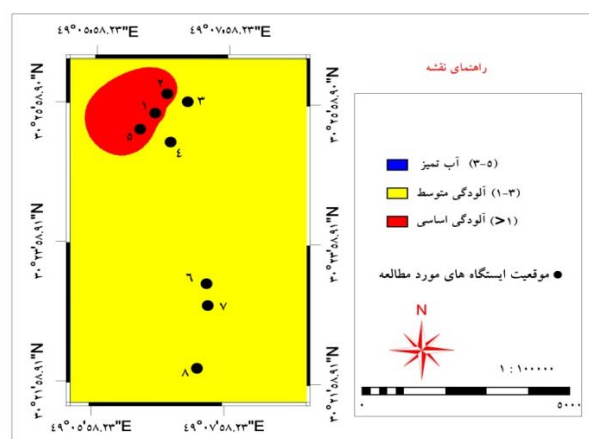 ۴۹°۰۵'۵۸.۲۳"E ۴۹°۰۷'۵۸.۲۳"E
راهنمای نقشه
۳۰°۲۵'۵۸.۹۰"N ۳۰°۲۵'۵۸.۹۰"N
۲
۱ ۳
۵ ۴
آب تمیز (۳-۵)
آلودگی متوسط (۱-۳)
آلودگی اساسی (>۱)
۳۰°۲۳'۵۸.۹۱"N ۳۰°۲۳'۵۸.۹۱"N
موقعیت ایستگاه های مورد مطالعه
۶
۷
N
۸
۱ : ۱۰۰۰۰۰
۳۰°۲۱'۵۸.۹۱"N ۳۰°۲۱'۵۸.۹۱"N
۰ ۵۰۰۰
۴۹°۰۵'۵۸.۲۳"E ۴۹°۰۷'۵۸.۲۳"E